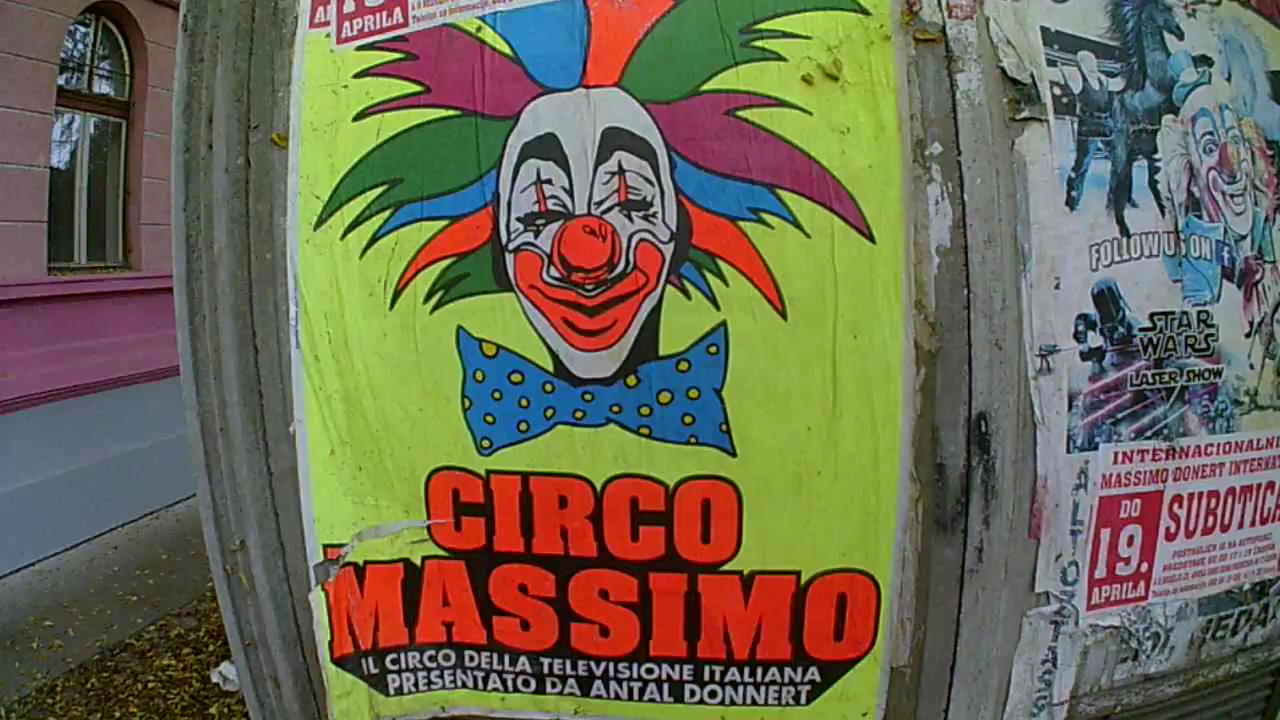 APRILA
CIRCO
MASSIMO
IL CIRCO DELLA TELEVISIONE ITALIANA
PRESENTATO DA ANTAL DONNERT
FOLLOW US ON f
STAR
WARS
LASER SHOW
INTERNACIONALNI
MASSIMO DONERT INTERNAT
DO
19.
APRILA
SUBOTICA